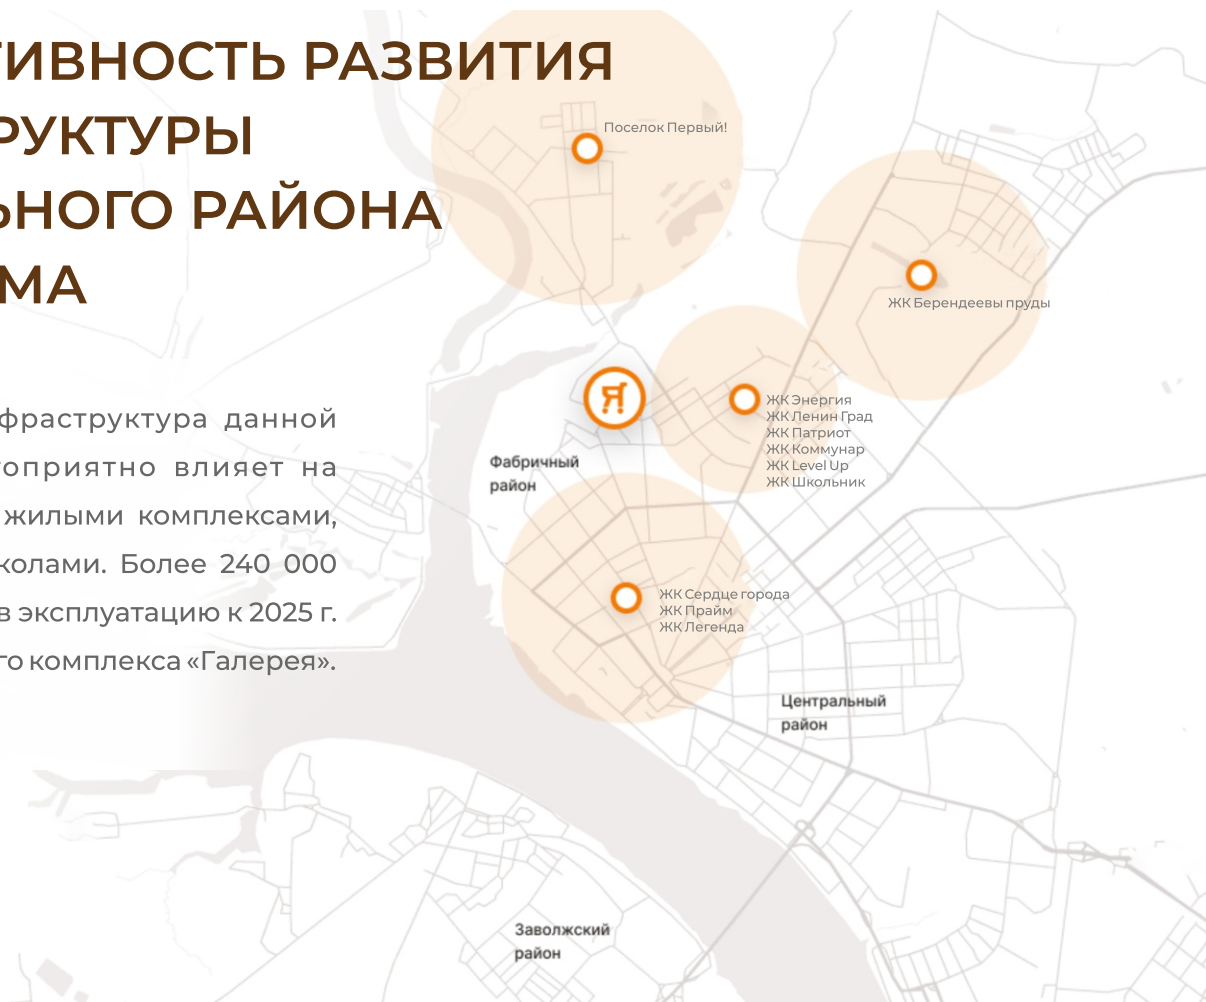 ТИВНОСТЬ РАЗВИТИЯ
РУКТУРЫ
ЬНОГО РАЙОНА
МА
фраструктура данной
гоприятно влияет на
жилыми комплексами,
колами. Более 240 000
в эксплуатацию к 2025 г.
го комплекса «Галерея».
Поселок Первый!
ЖК Берендеевы пруды
Я
ЖК Энергия
ЖК Ленин Град
ЖК Патриот
ЖК Коммунар
ЖК Level Up
ЖК Школьник
Фабричный
район
ЖК Сердце города
ЖК Прайм
ЖК Легенда
Центральный
район
Заволжский
район